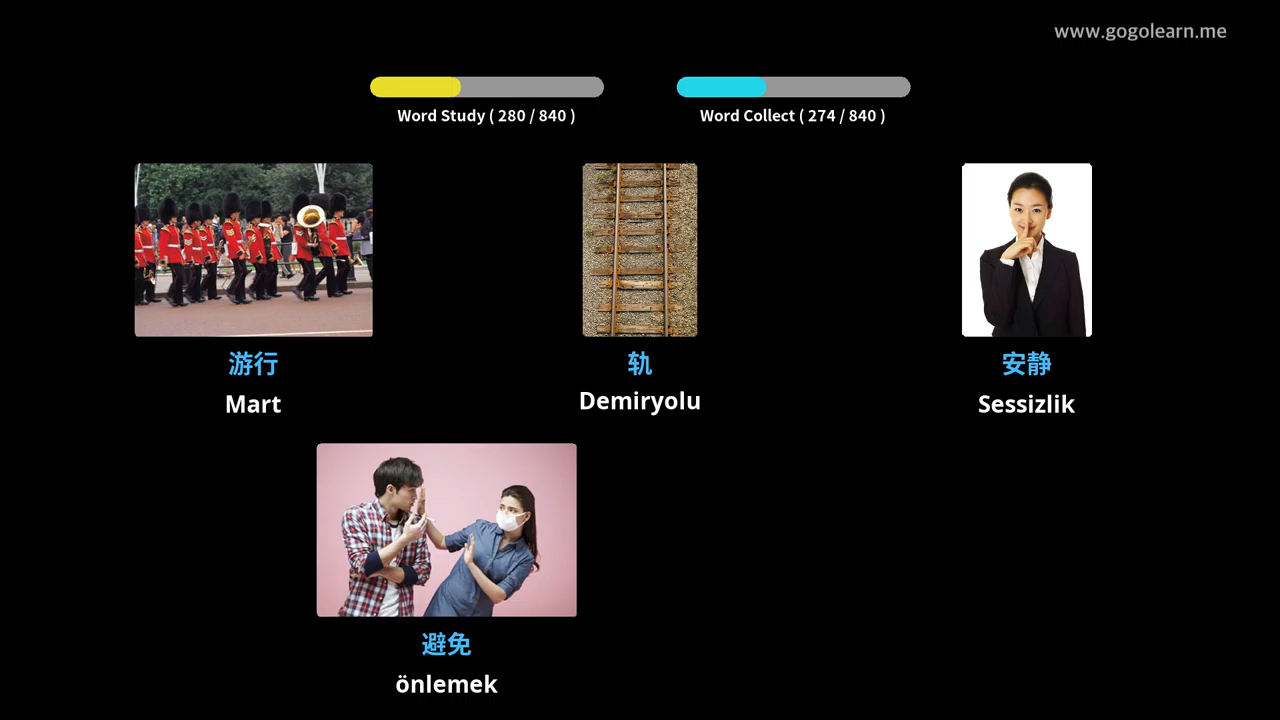 www.gogolearn.me
Word Study ( 280 / 840 )
Word Collect ( 274 / 840 )
游行
Mart
轨
Demiryolu
安静
Sessizlik
避免
önlemek